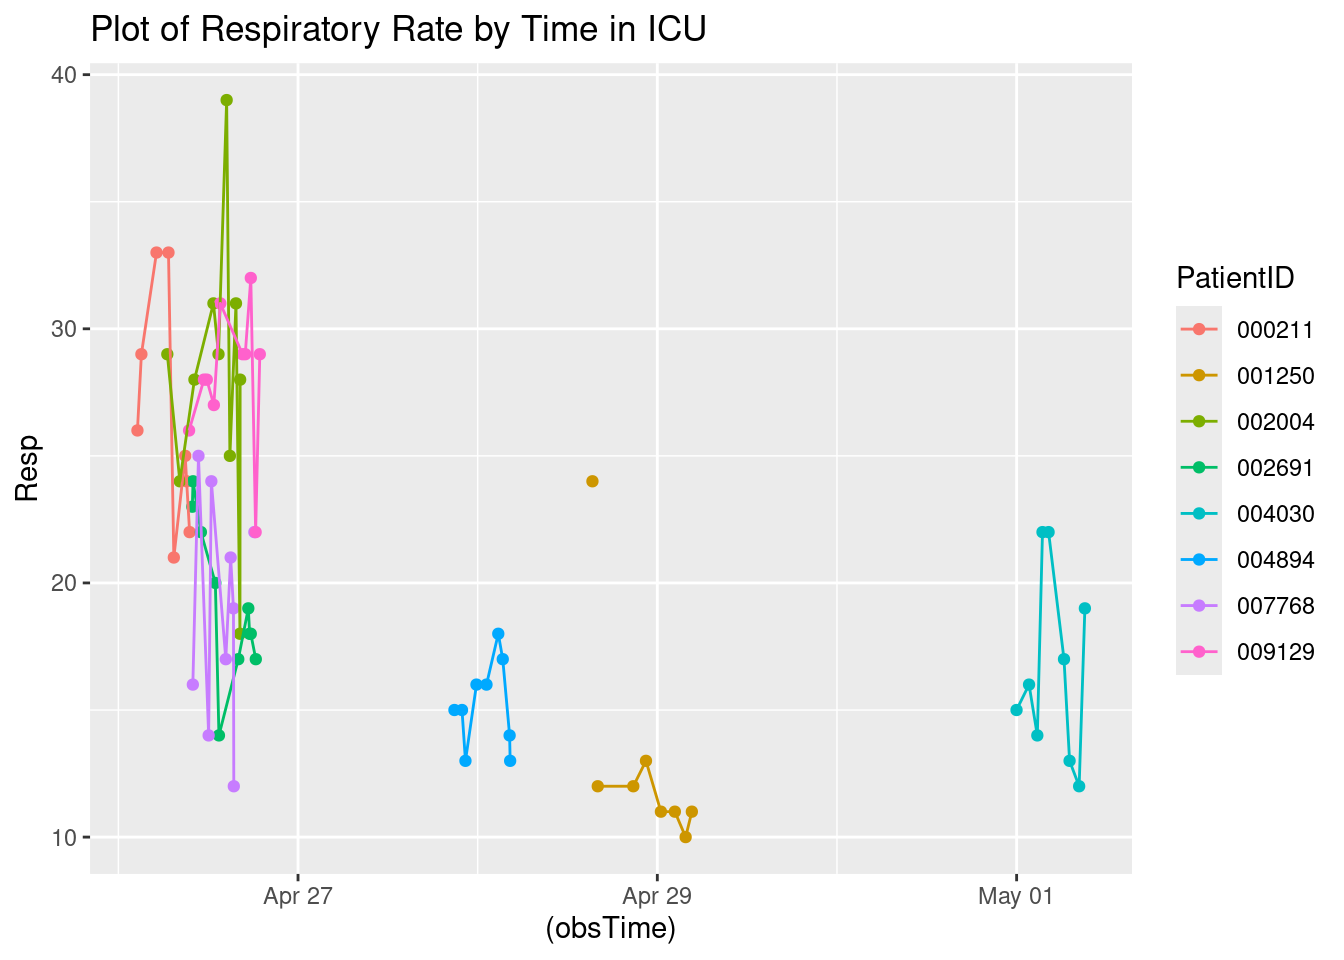 Plot of Respiratory Rate by Time in ICU
40
30
20
10
Resp
Apr 27
Apr 29
May 01
(obsTime)
PatientID
000211
001250
002004
002691
004030
004894
007768
009129